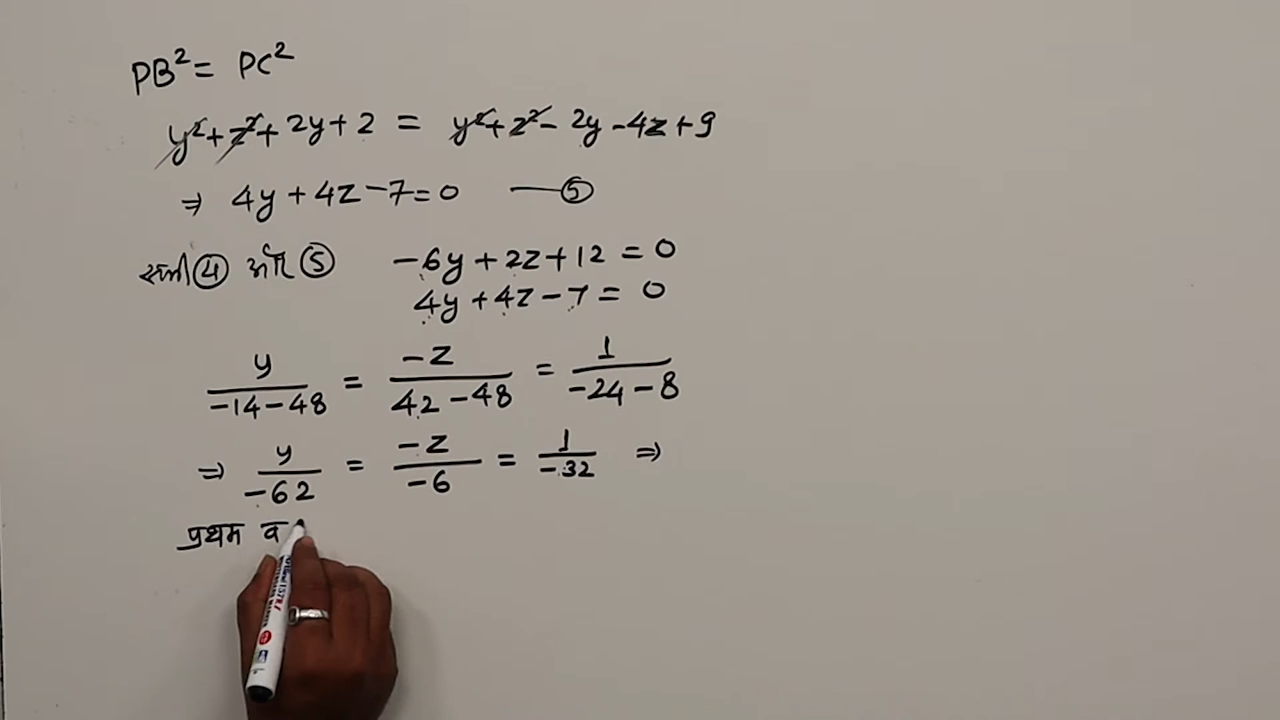 PB² = PC²
y² + z² + 2y + 2 = y² + z² - 2y - 4z + 9
⇒ 4y + 4z - 7 = 0 —⑤
समी ④ और ⑤ -6y + 2z + 12 = 0
4y + 4z - 7 = 0
y/(-14-48) = -z/(42-48) = 1/(-24-8)
⇒ y/-62 = -z/-6 = 1/-32 ⇒
प्रथम व